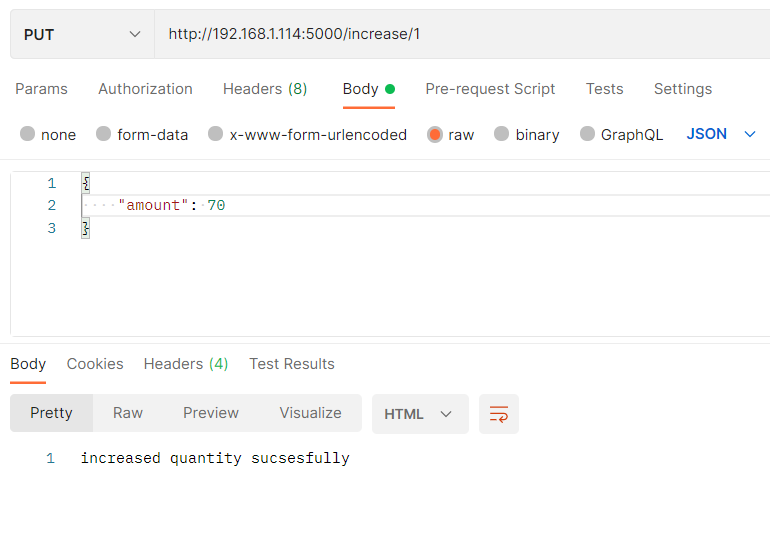 PUT http://192.168.1.114:5000/increase/1
Params Authorization Headers (8) Body Pre-request Script Tests Settings
none form-data x-www-form-urlencoded raw binary GraphQL JSON
1 {
2 ····"amount":·70
3 }
Body Cookies Headers (4) Test Results
Pretty Raw Preview Visualize HTML
1 increased quantity sucsesfully